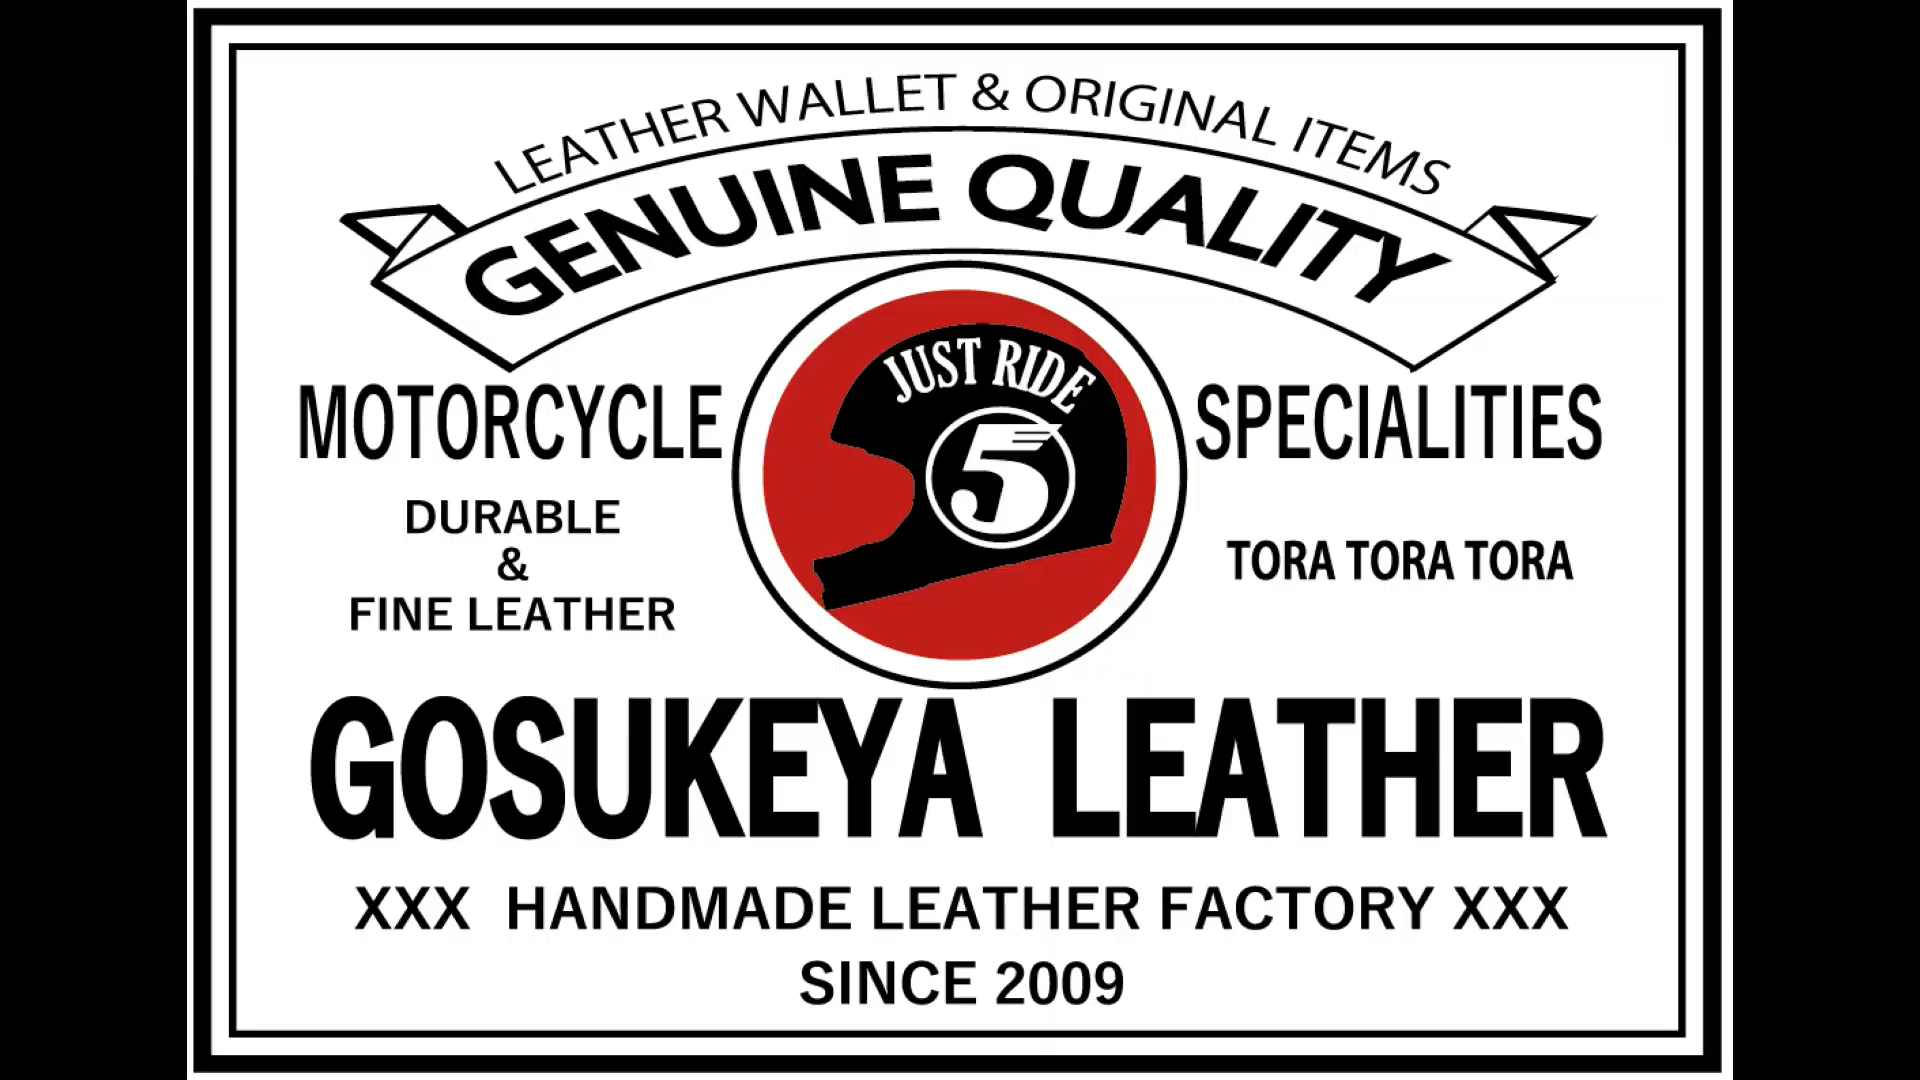 LEATHER WALLET & ORIGINAL ITEMS
GENUINE QUALITY
JUST RIDE
5
MOTORCYCLE
SPECIALITIES
DURABLE
&
FINE LEATHER
TORA TORA TORA
GOSUKEYA LEATHER
XXX HANDMADE LEATHER FACTORY XXX
SINCE 2009